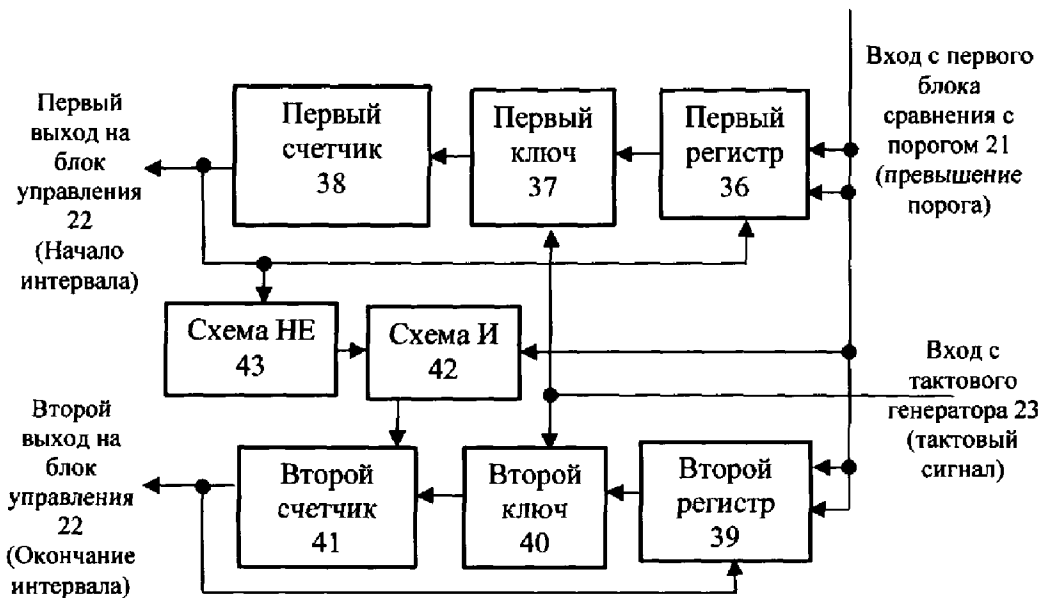 Первый
выход на
блок
управления
22
(Начало
интервала)
Первый
счетчик
38
Первый
ключ
37
Первый
регистр
36
Вход с первого
блока
сравнения с
порогом 21
(превышение
порога)
Схема НЕ
43
Схема И
42
Вход с
тактового
генератора 23
(тактовый
сигнал)
Второй
выход на
блок
управления
22
(Окончание
интервала)
Второй
счетчик
41
Второй
ключ
40
Второй
регистр
39